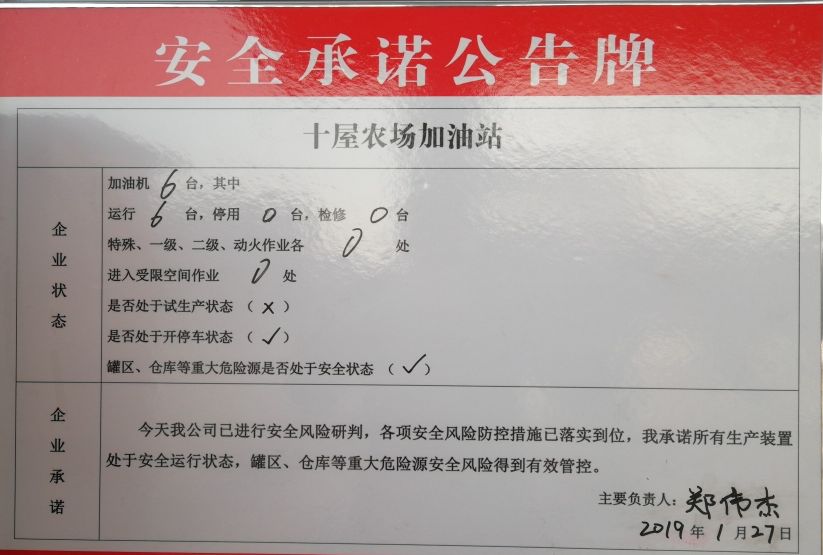 安全承诺公告牌
十屋农场加油站
企业状态
加油机 6 台，其中
运行 6 台，停用 0 台，检修 0 台
特殊、一级、二级、动火作业各 0 处
进入受限空间作业 0 处
是否处于试生产状态（×）
是否处于开停车状态（✓）
罐区、仓库等重大危险源是否处于安全状态（✓）
企业承诺
今天我公司已进行安全风险研判，各项安全风险防控措施已落实到位，我承诺所有生产装置
处于安全运行状态，罐区、仓库等重大危险源安全风险得到有效管控。
主要负责人：郑伟杰
2019年1月27日